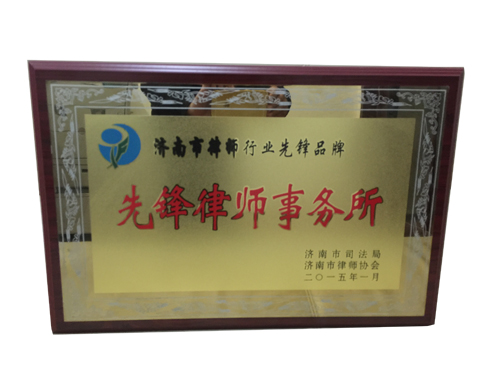 济南市律师行业先锋品牌
先锋律师事务所
济南市司法局
济南市律师协会
二〇一五年一月